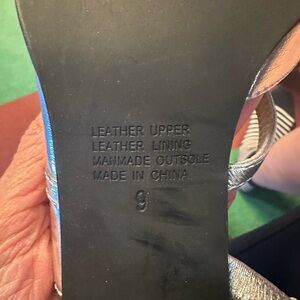 LEATHER UPPER
LEATHER LINING
MANMADE OUTSOLE
MADE IN CHINA
9